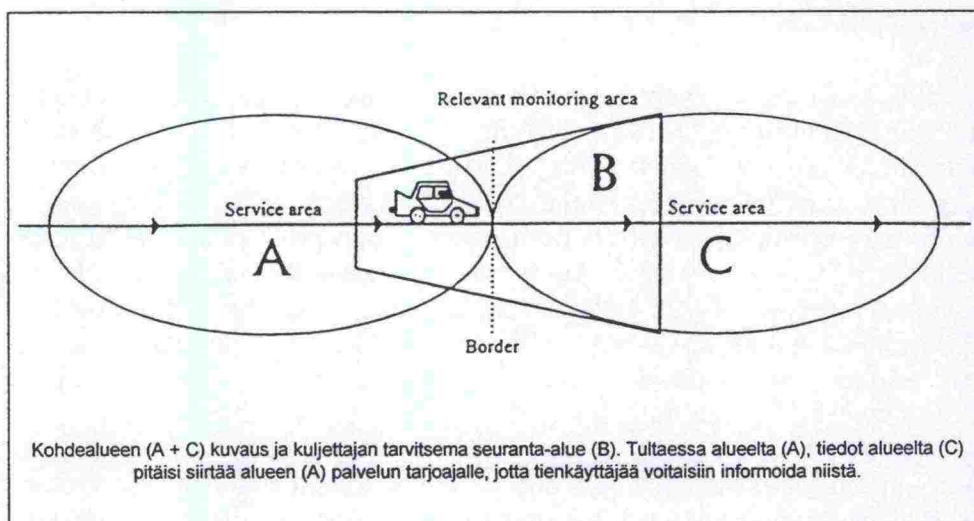 Relevant monitoring area
B
Service area
Service area
A
C
Border
Kohdealueen (A + C) kuvaus ja kuljettajan tarvitsema seuranta-alue (B). Tultaessa alueelta (A), tiedot alueelta (C)
pitäisi siirtää alueen (A) palvelun tarjoajalle, jotta tienkäyttäjää voitaisiin informoida niistä.